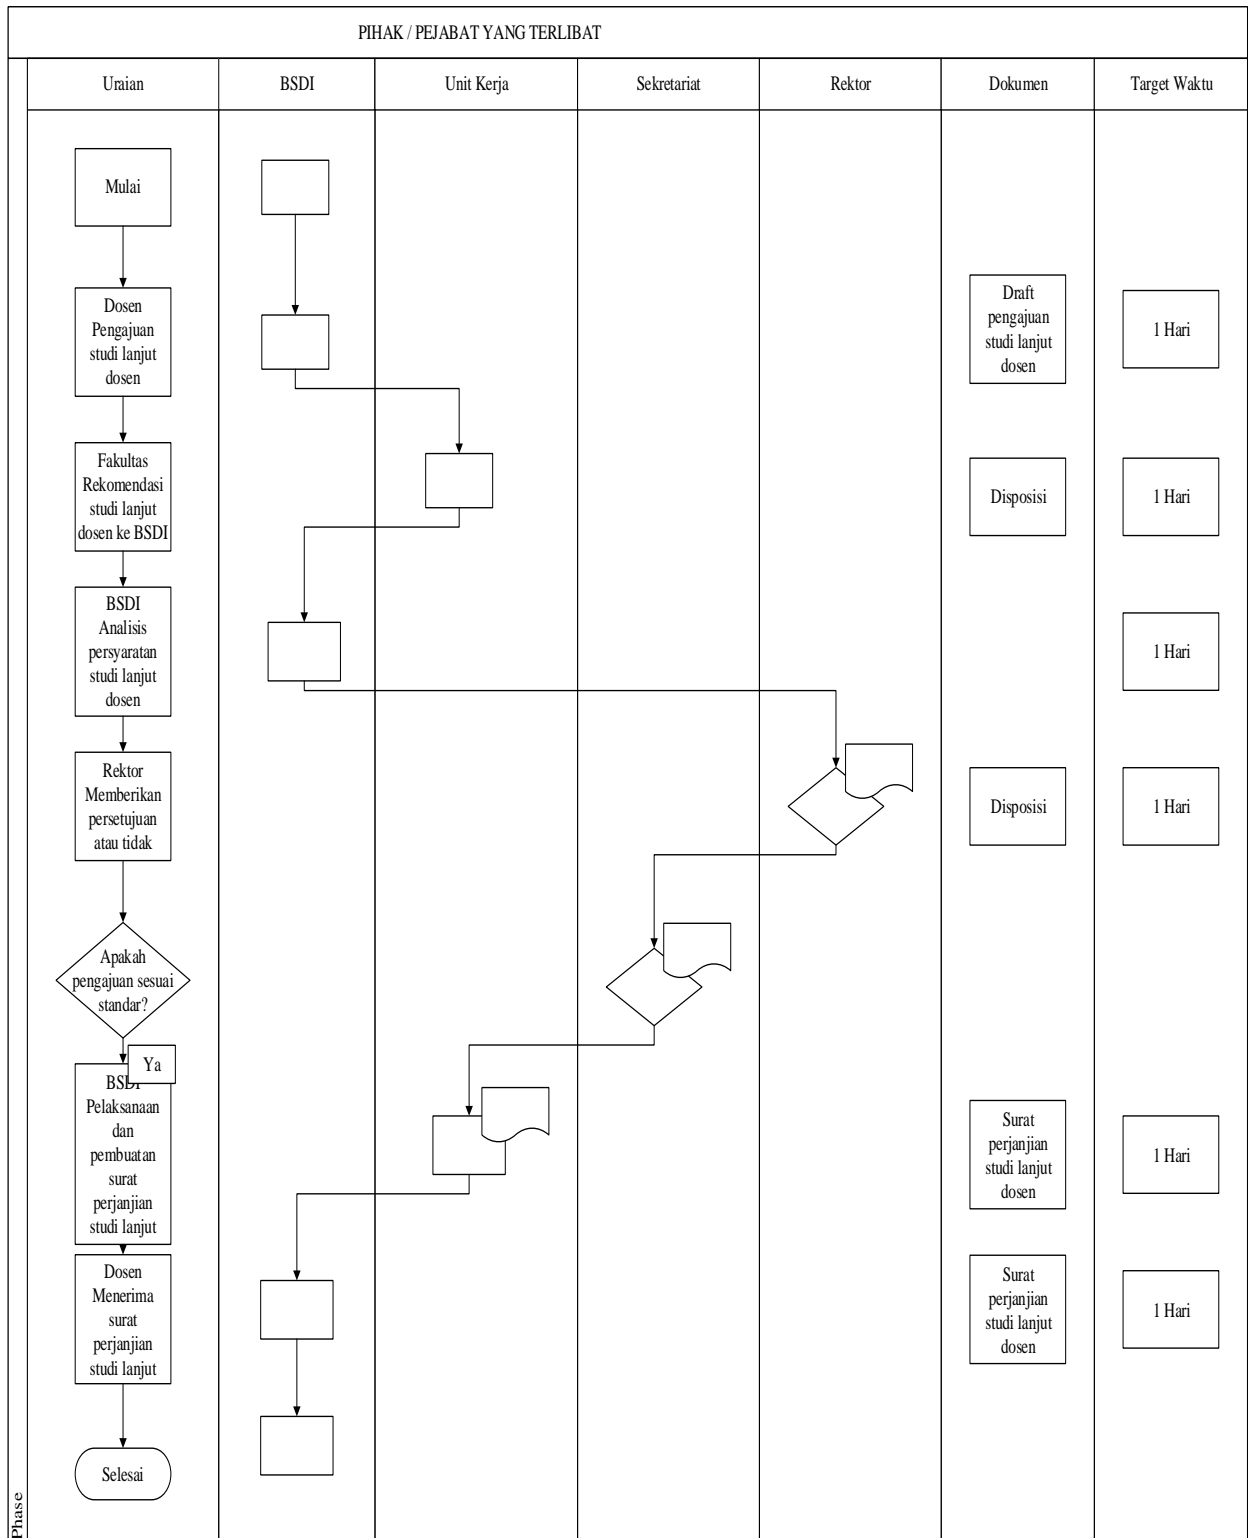 PIHAK / PEJABAT YANG TERLIBAT
Uraian
BSDI
Unit Kerja
Sekretariat
Rektor
Dokumen
Target Waktu
Mulai
Dosen
Pengajuan
studi lanjut
dosen
Draft
pengajuan
studi lanjut
dosen
1 Hari
Fakultas
Rekomendasi
studi lanjut
dosen ke BSDI
Disposisi
1 Hari
BSDI
Analisis
persyaratan
studi lanjut
dosen
1 Hari
Rektor
Memberikan
persetujuan
atau tidak
Disposisi
1 Hari
Apakah
pengajuan sesuai
standar?
Ya
BSDI
Pelaksanaan
dan
pembuatan
surat
perjanjian
studi lanjut
Surat
perjanjian
studi lanjut
dosen
1 Hari
Dosen
Menerima
surat
perjanjian
studi lanjut
Surat
perjanjian
studi lanjut
dosen
1 Hari
Selesai
Phase